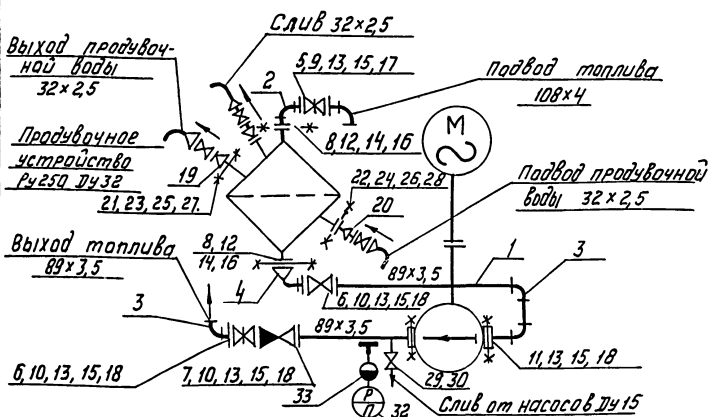 Слив 32×2,5
Выход продувоч-
ной воды
32×2,5
2
5,9,13,15,17
Подвод топлива
108×4
8,12,14,16
М
Продувочное
устройство
Ру250 Ду32
19
21, 23, 25, 27.
22, 24, 26, 28
20
Подвод продувочной
воды 32×2,5
Выход топлива
89×3,5
8,12
14,16
4
89×3,5
1
3
6,10,13,15,18
3
89×3,5
6,10,13,15,18
7,10,13,15,18
11,13,15,18
33
Р
П
32
29,30
Слив от насосов Ду15